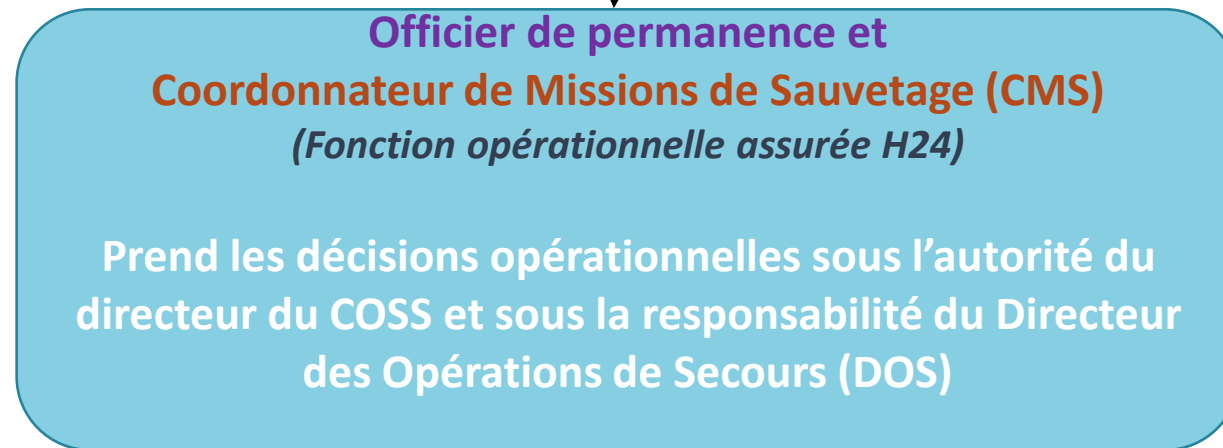 Officier de permanence et
Coordonnateur de Missions de Sauvetage (CMS)
(Fonction opérationnelle assurée H24)
Prend les décisions opérationnelles sous l’autorité du
directeur du COSS et sous la responsabilité du Directeur
des Opérations de Secours (DOS)